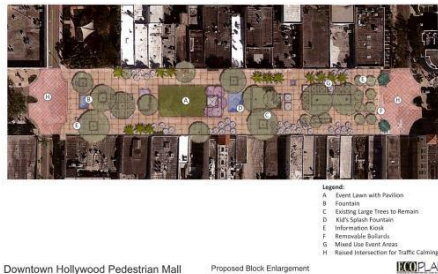 H
B
E
A
D
C
G
E
F
H
Legend:
A Event Lawn with Pavilion
B Fountain
C Existing Large Trees to Remain
D Kid's Splash Fountain
E Information Kiosk
F Removable Bollards
G Mixed Use Event Areas
H Raised Intersection for Traffic Calming
Downtown Hollywood Pedestrian Mall
Proposed Block Enlargement